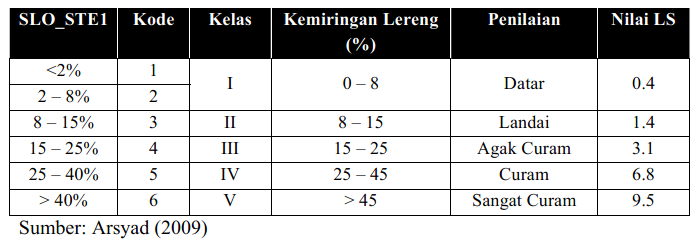 SLO_STE1 Kode Kelas Kemiringan Lereng (%) Penilaian Nilai LS
<2% 1 I 0 – 8 Datar 0.4
2 – 8% 2
8 – 15% 3 II 8 – 15 Landai 1.4
15 – 25% 4 III 15 – 25 Agak Curam 3.1
25 – 40% 5 IV 25 – 45 Curam 6.8
> 40% 6 V > 45 Sangat Curam 9.5
Sumber: Arsyad (2009)